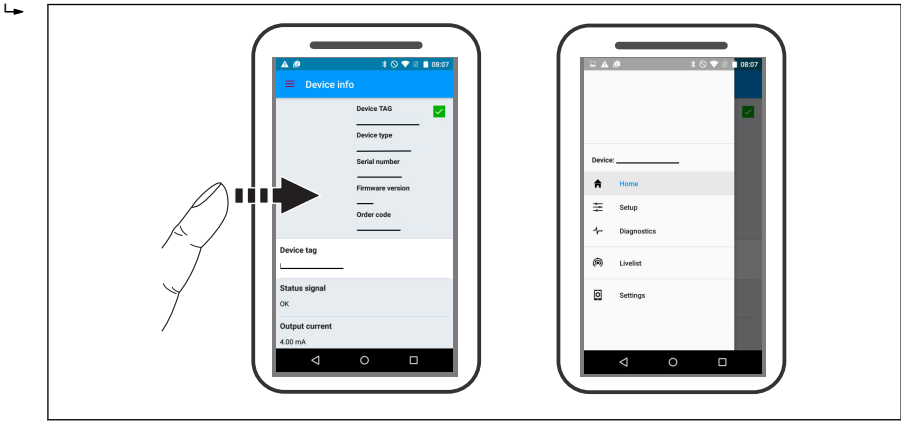 08:07
Device info
Device TAG
Device type
Serial number
Firmware version
Order code
Device tag
Status signal
OK
Output current
4.00 mA
08:07
Device:
Home
Setup
Diagnostics
Livelist
Settings